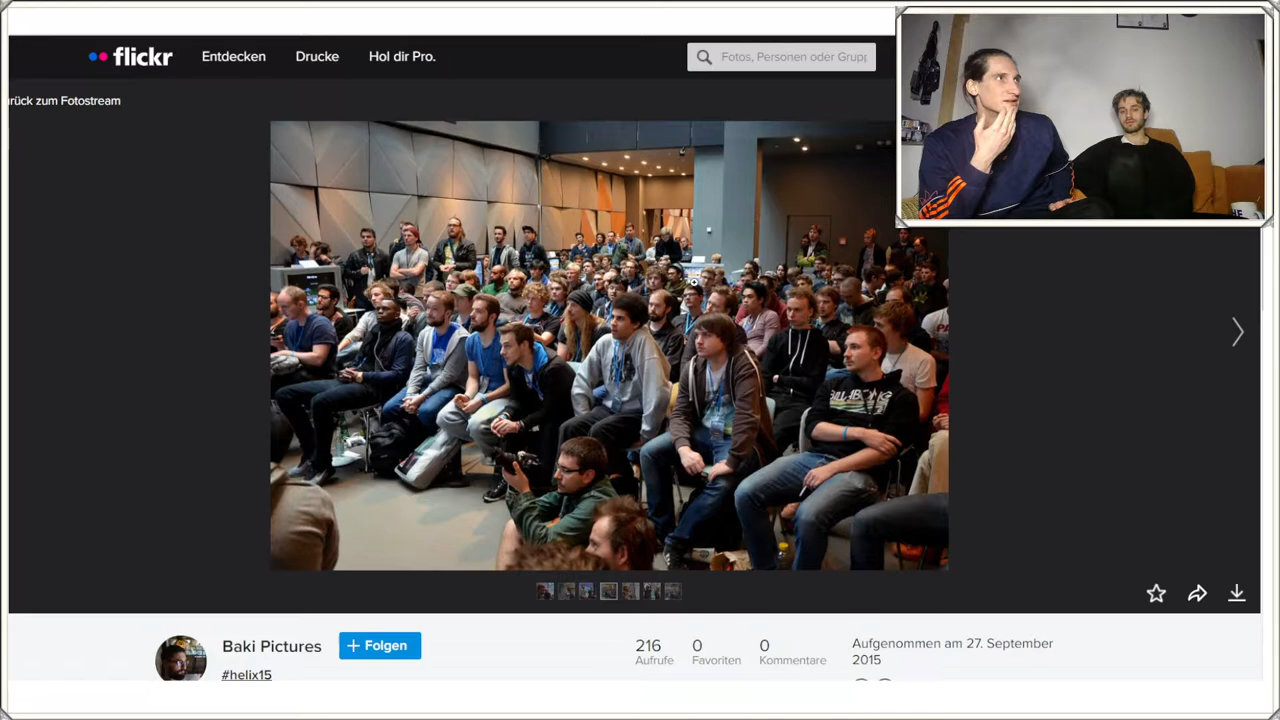 flickr Entdecken Drucke Hol dir Pro. Fotos, Personen oder Grupp
rück zum Fotostream
BILLABONG
Baki Pictures + Folgen
#helix15
216
Aufrufe
0
Favoriten
0
Kommentare
Aufgenommen am 27. September
2015